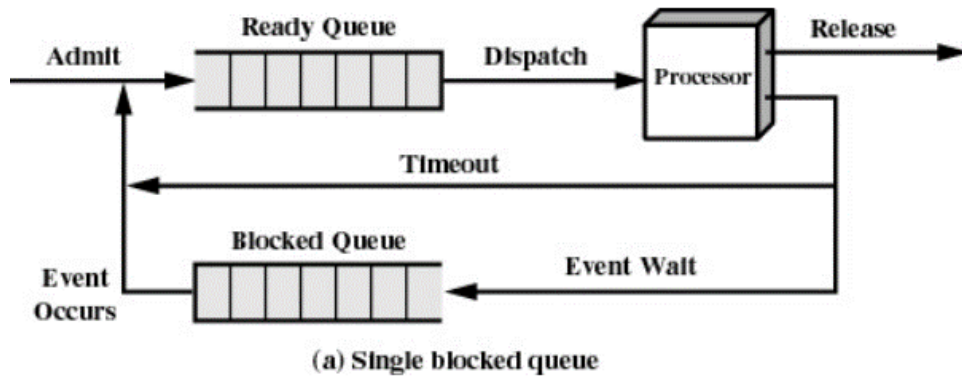 Ready Queue
Release
Admit
Dispatch
Processor
Timeout
Blocked Queue
Event Wait
Event
Occurs
(a) Single blocked queue